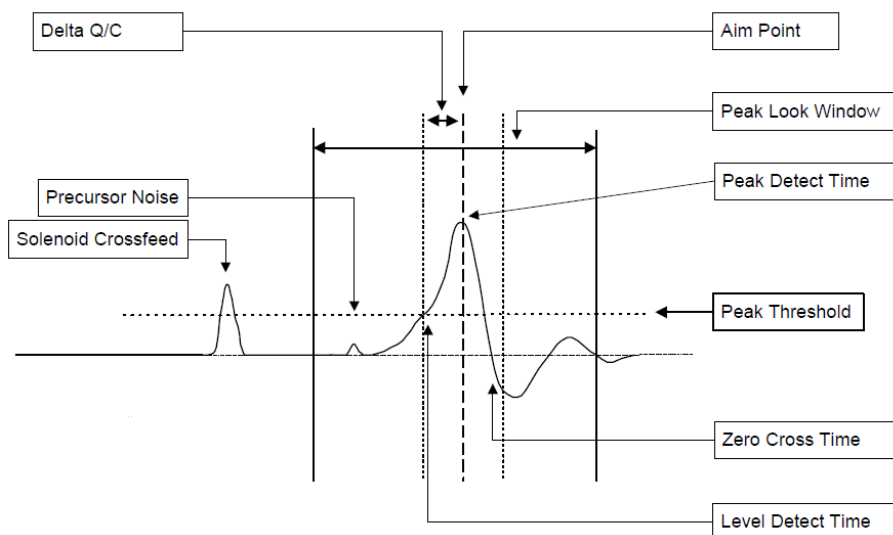 Delta Q/C
Aim Point
Peak Look Window
Peak Detect Time
Precursor Noise
Solenoid Crossfeed
Peak Threshold
Zero Cross Time
Level Detect Time